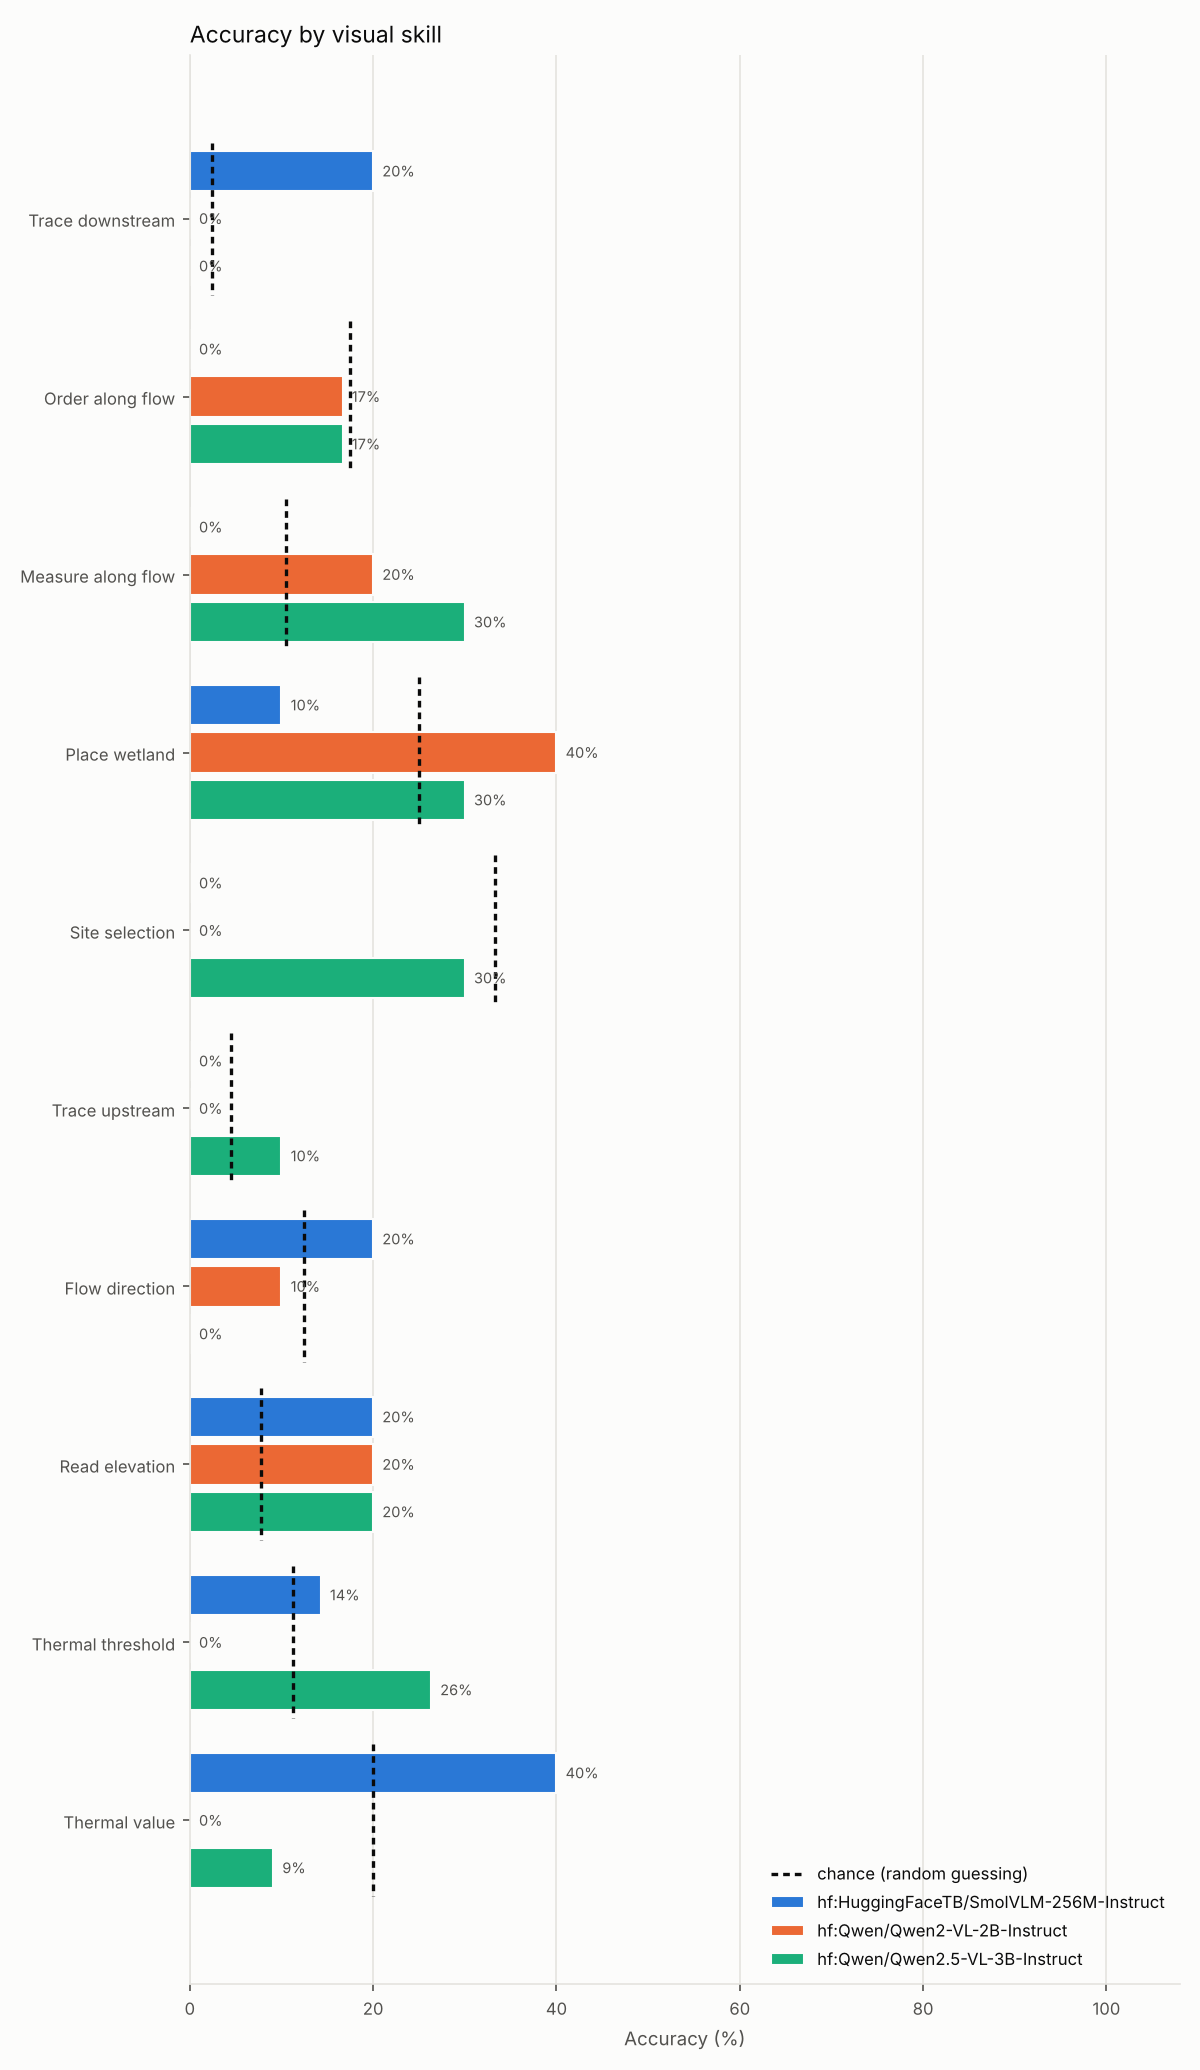 Accuracy by visual skill
20%
Trace downstream
0%
0%
0%
Order along flow
17%
17%
0%
Measure along flow
20%
30%
10%
Place wetland
40%
30%
0%
Site selection
0%
30%
0%
Trace upstream
0%
10%
20%
Flow direction
10%
0%
20%
Read elevation
20%
20%
14%
Thermal threshold
0%
26%
40%
Thermal value
0%
9%
chance (random guessing)
hf:HuggingFaceTB/SmolVLM-256M-Instruct
hf:Qwen/Qwen2-VL-2B-Instruct
hf:Qwen/Qwen2.5-VL-3B-Instruct
0 20 40 60 80 100
Accuracy (%)